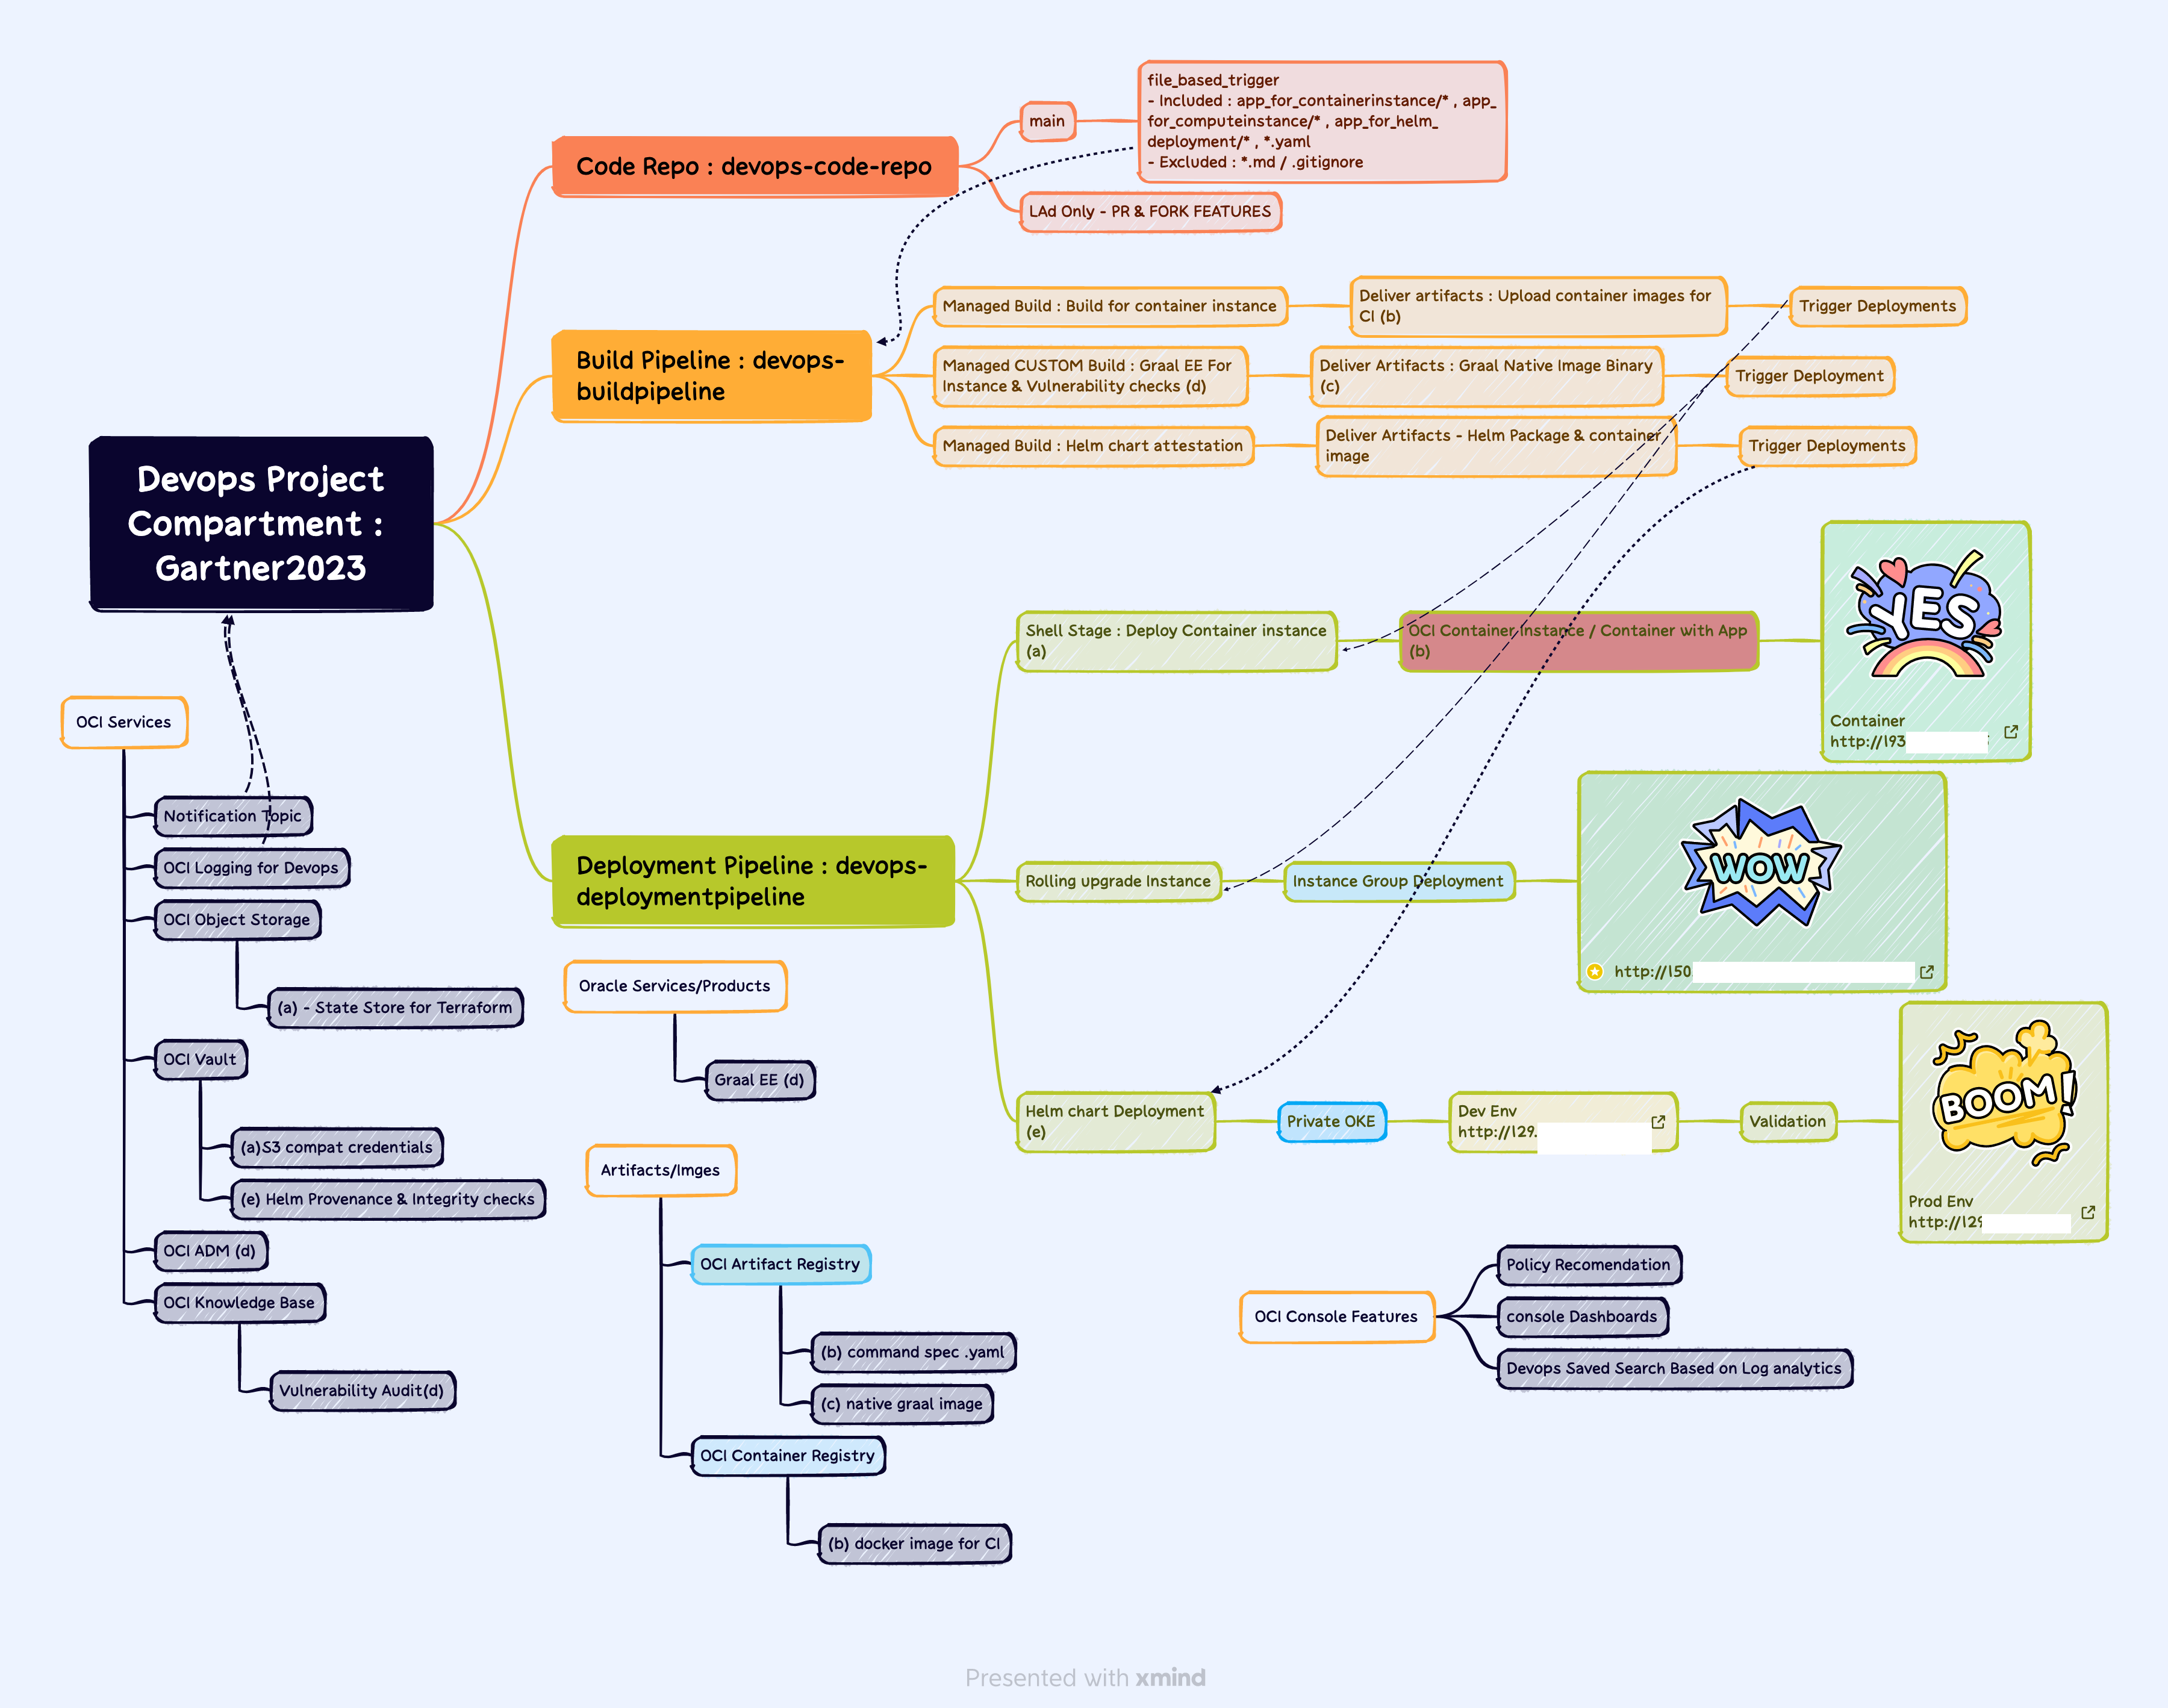 Devops Project
Compartment :
Gartner2023
Code Repo : devops-code-repo
main
file_based_trigger
- Included : app_for_containerinstance/* , app_
for_computeinstance/* , app_for_helm_
deployment/* , *.yaml
- Excluded : *.md / .gitignore
LAd Only - PR & FORK FEATURES
Build Pipeline : devops-
buildpipeline
Managed Build : Build for container instance
Deliver artifacts : Upload container images for
CI (b)
Trigger Deployments
Managed CUSTOM Build : Graal EE For
Instance & Vulnerability checks (d)
Deliver Artifacts : Graal Native Image Binary
(c)
Trigger Deployment
Managed Build : Helm chart attestation
Deliver Artifacts - Helm Package & container
image
Trigger Deployments
Deployment Pipeline : devops-
deploymentpipeline
Shell Stage : Deploy Container instance
(a)
OCI Container Instance / Container with App
(b)
YES
Container
http://193
Rolling upgrade Instance
Instance Group Deployment
WOW
http://150
Helm chart Deployment
(e)
Private OKE
Dev Env
http://129.
Validation
BOOM!
Prod Env
http://129
OCI Services
Notification Topic
OCI Logging for Devops
OCI Object Storage
(a) - State Store for Terraform
OCI Vault
(a)S3 compat credentials
(e) Helm Provenance & Integrity checks
OCI ADM (d)
OCI Knowledge Base
Vulnerability Audit(d)
Oracle Services/Products
Graal EE (d)
Artifacts/Imges
OCI Artifact Registry
(b) command spec .yaml
(c) native graal image
OCI Container Registry
(b) docker image for CI
OCI Console Features
Policy Recomendation
console Dashboards
Devops Saved Search Based on Log analytics
Presented with xmind